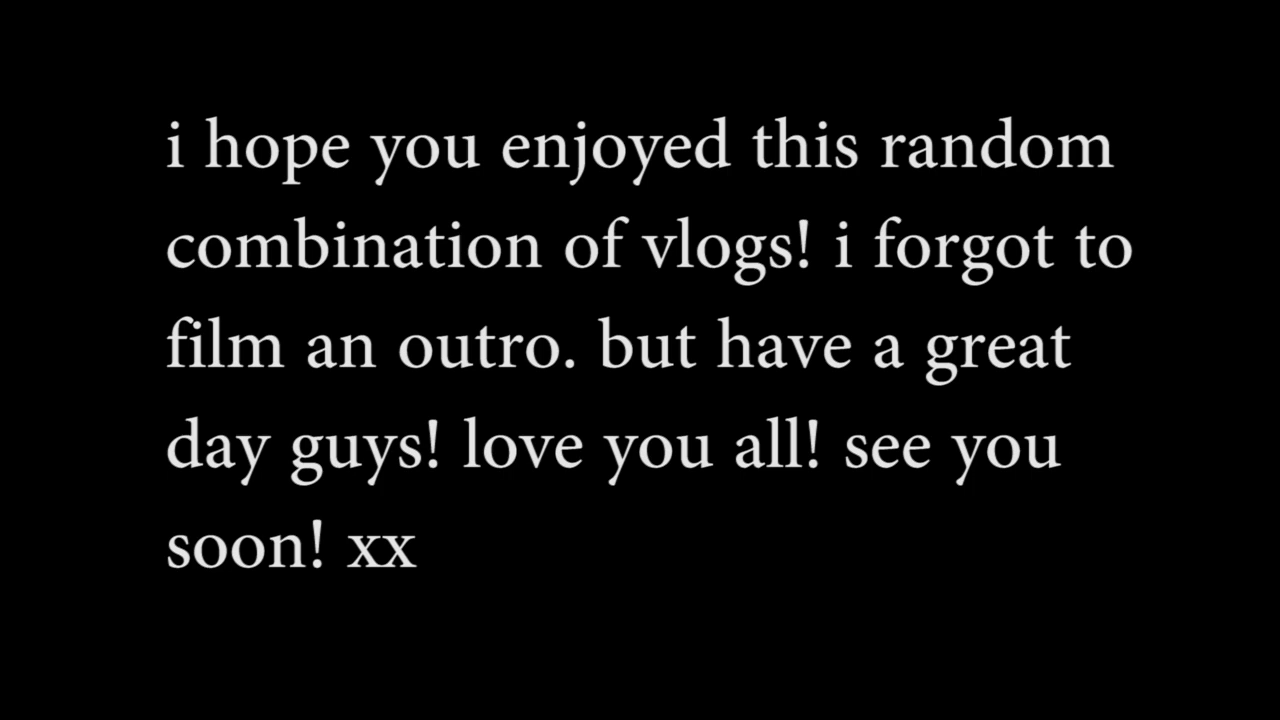 i hope you enjoyed this random
combination of vlogs! i forgot to
film an outro. but have a great
day guys! love you all! see you
soon! xx